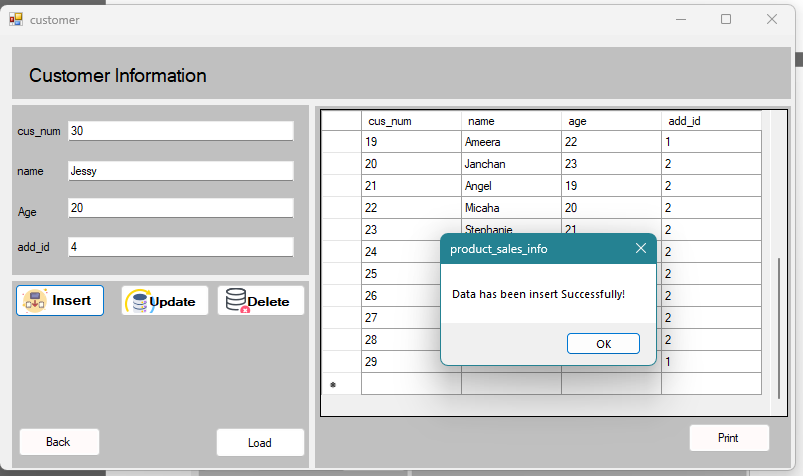 customer
Customer Information
cus_num 30
name Jessy
Age 20
add_id 4
Insert Update Delete
Back Load
cus_num name age add_id
19 Ameera 22 1
20 Janchan 23 2
21 Angel 19 2
22 Micaha 20 2
23 Stephanie 21 2
24 2
25 2
26 2
27 2
28 2
29 1
*
product_sales_info
Data has been insert Successfully!
OK
Print